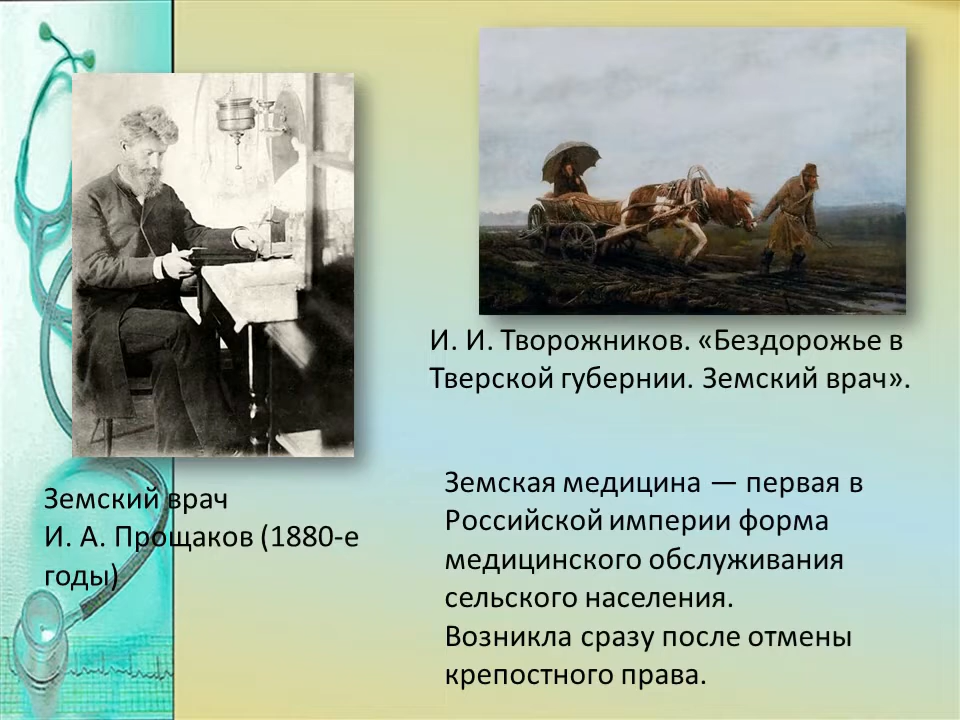 И. И. Творожников. «Бездорожье в
Тверской губернии. Земский врач».
Земский врач
И. А. Прощаков (1880-е
годы)
Земская медицина — первая в
Российской империи форма
медицинского обслуживания
сельского населения.
Возникла сразу после отмены
крепостного права.